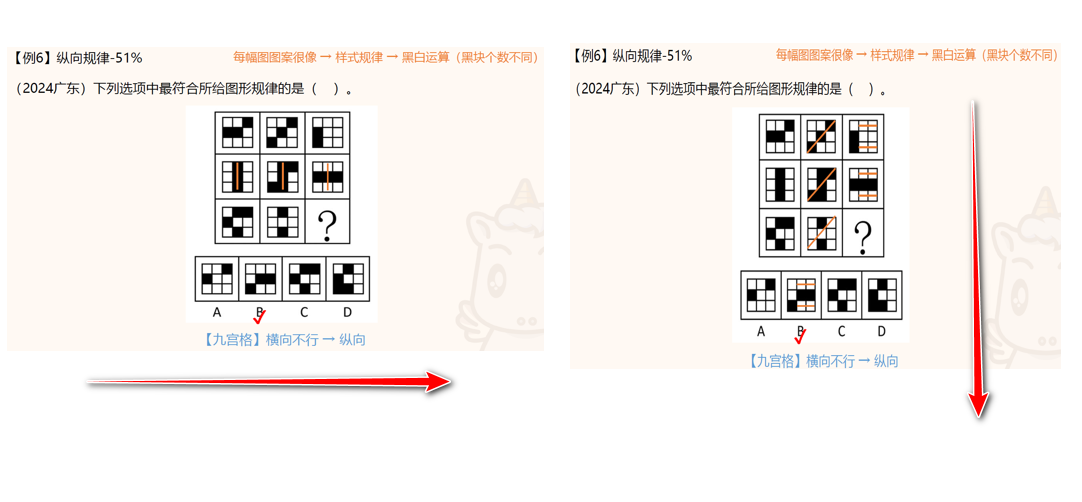 【例6】纵向规律-51%
每幅图图案很像 → 样式规律 → 黑白运算（黑块个数不同）
（2024广东）下列选项中最符合所给图形规律的是（ ）。
?
A B C D
【九宫格】横向不行 → 纵向
【例6】纵向规律-51%
每幅图图案很像 → 样式规律 → 黑白运算（黑块个数不同）
（2024广东）下列选项中最符合所给图形规律的是（ ）。
?
A B C D
【九宫格】横向不行 → 纵向